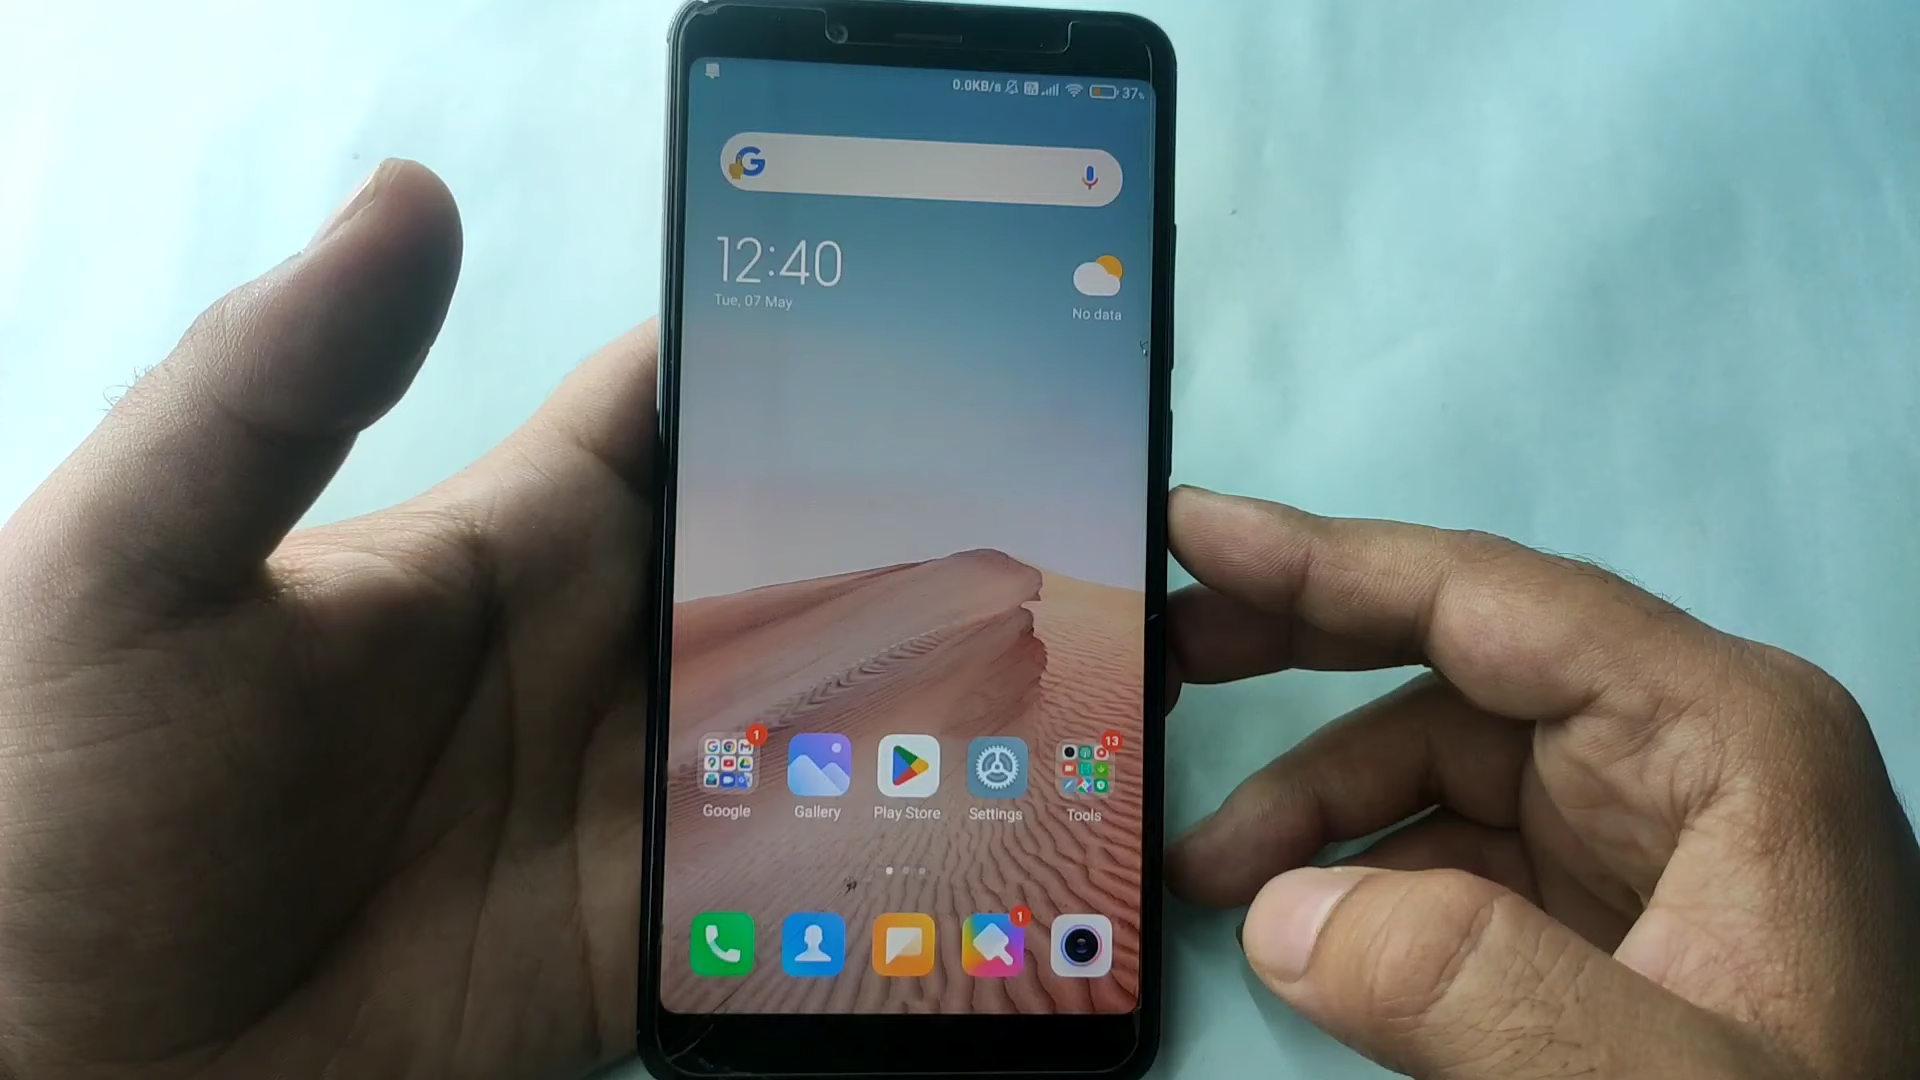 0.0KB/s 37%
12:40
Tue, 07 May
No data
1
13
Google Gallery Play Store Settings Tools
1